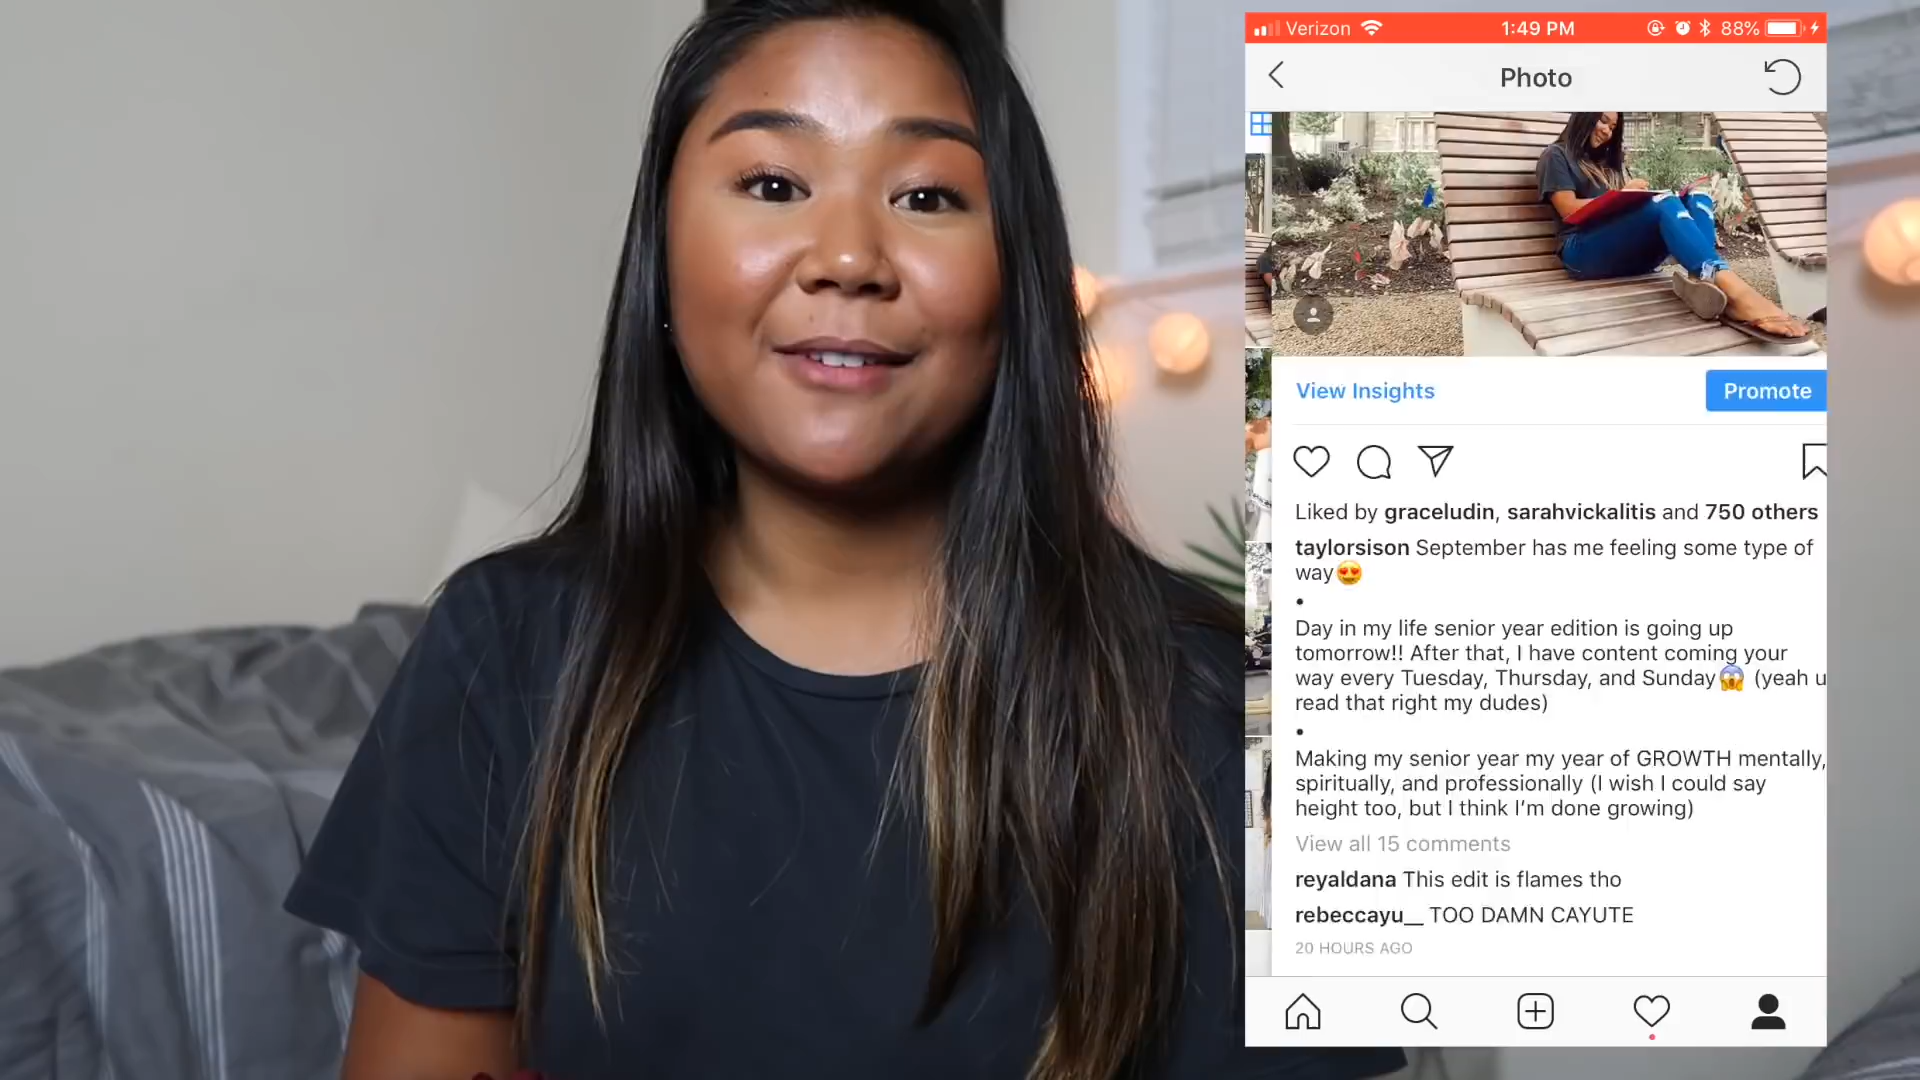 Verizon 1:49 PM 88%
Photo
View Insights Promote
Liked by graceludin, sarahvickalitis and 750 others
taylorsison September has me feeling some type of
way😍
•
Day in my life senior year edition is going up
tomorrow!! After that, I have content coming your
way every Tuesday, Thursday, and Sunday😱 (yeah u
read that right my dudes)
•
Making my senior year my year of GROWTH mentally,
spiritually, and professionally (I wish I could say
height too, but I think I’m done growing)
View all 15 comments
reyaldana This edit is flames tho
rebeccayu__ TOO DAMN CAYUTE
20 HOURS AGO